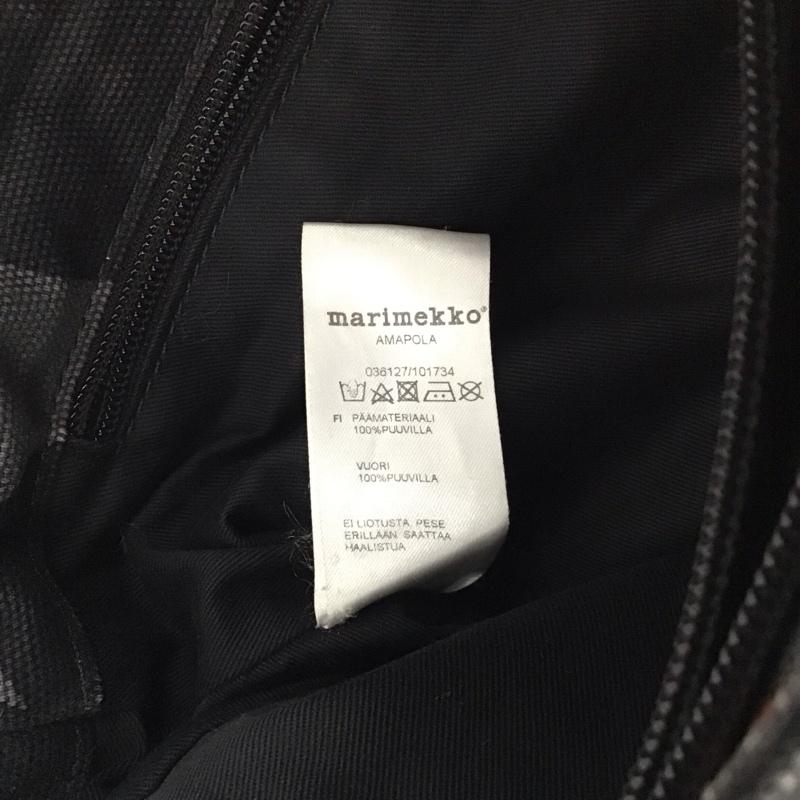 marimekko®
AMAPOLA
036127/101734
FI PÄÄMATERIAALI
100%PUUVILLA
VUORI
100%PUUVILLA
EI LIOTUSTA, PESE
ERILLÄÄN. SAATTAA
HAALISTUA